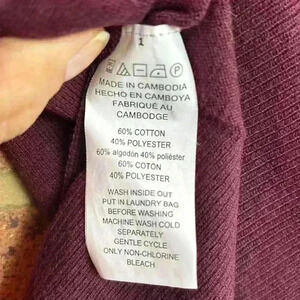 1
MADE IN CAMBODIA
HECHO EN CAMBOYA
FABRIQUÉ AU
CAMBODGE
60% COTTON
40% POLYESTER
60% algodón 40% poliéster
60% COTON
40% POLYESTER
WASH INSIDE OUT
PUT IN LAUNDRY BAG
BEFORE WASHING
MACHINE WASH COLD
SEPARATELY
GENTLE CYCLE
ONLY NON-CHLORINE
BLEACH